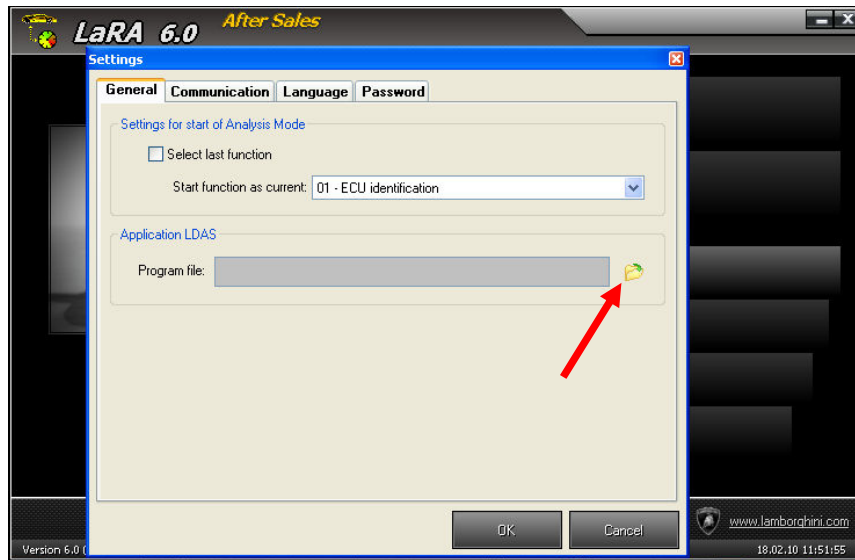 LaRA 6.0 After Sales
Settings
General Communication Language Password
Settings for start of Analysis Mode
Select last function
Start function as current: 01 - ECU identification
Application LDAS
Program file:
OK Cancel
www.lamborghini.com
Version 6.0 (
18.02.10 11:51:55